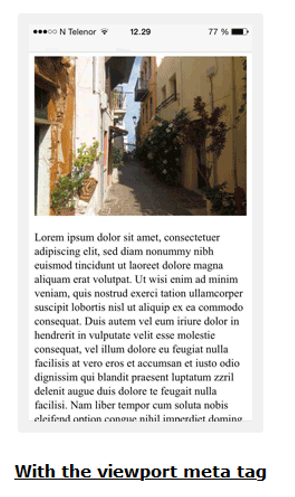 N Telenor 12.29 77 %
Lorem ipsum dolor sit amet, consectetuer
adipiscing elit, sed diam nonummy nibh
euismod tincidunt ut laoreet dolore magna
aliquam erat volutpat. Ut wisi enim ad minim
veniam, quis nostrud exerci tation ullamcorper
suscipit lobortis nisl ut aliquip ex ea commodo
consequat. Duis autem vel eum iriure dolor in
hendrerit in vulputate velit esse molestie
consequat, vel illum dolore eu feugiat nulla
facilisis at vero eros et accumsan et iusto odio
dignissim qui blandit praesent luptatum zzril
delenit augue duis dolore te feugait nulla
facilisi. Nam liber tempor cum soluta nobis
eleifend option congue nihil imperdiet doming
With the viewport meta tag